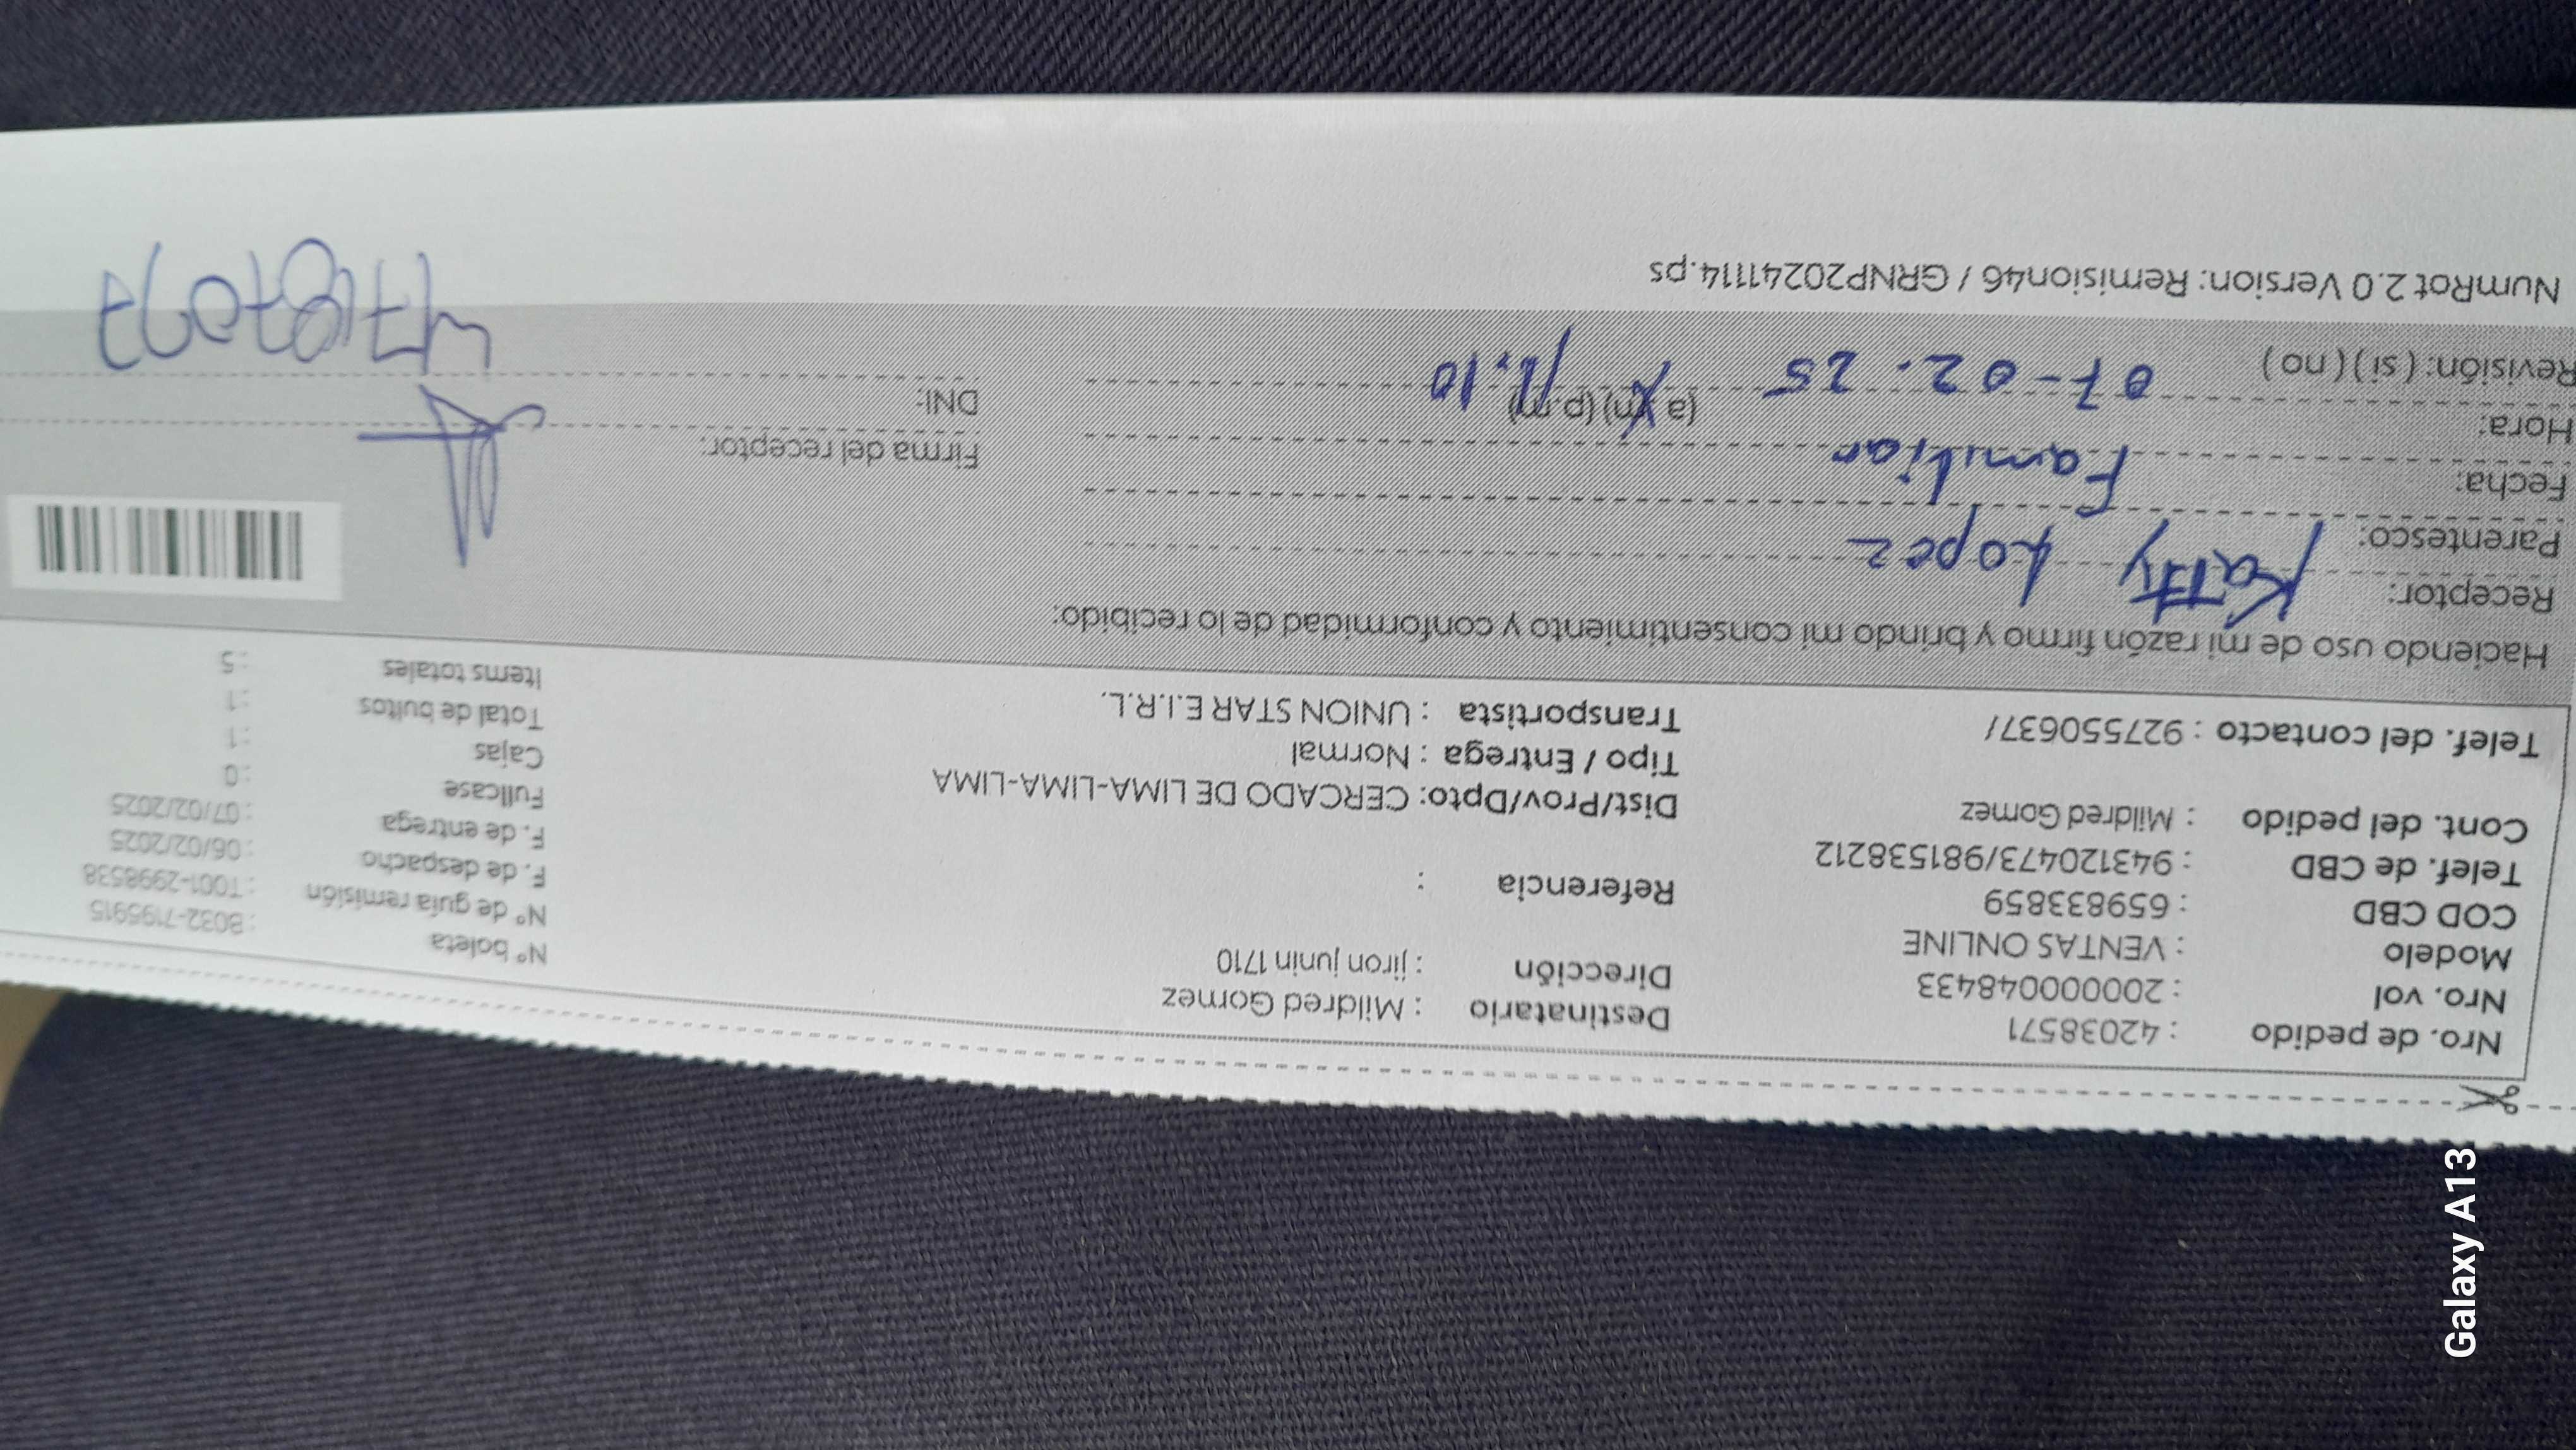 Nro. de pedido : 42038571
Nro. vol : 20000048433
Modelo : VENTAS ONLINE
COD CBD : 659833859
Telef. de CBD : 943120473/981538212
Cont. del pedido : Mildred Gomez
Telef. del contacto : 927550637/
Destinatario : Mildred Gomez
Dirección : jiron junin 1710
Referencia :
Dist/Prov/Dpto: CERCADO DE LIMA-LIMA-LIMA
Tipo / Entrega : Normal
Transportista : UNION STAR E.I.R.L.
N° boleta : B032-7195915
N° de guía remisión : T001-2998538
F. de despacho : 06/02/2025
F. de entrega : 07/02/2025
Fullcase : 0
Cajas : 1
Total de bultos : 1
Items totales : 5
Haciendo uso de mi razón firmo y brindo mi consentimiento y conformidad de lo recibido:
Receptor: Katty Lopez
Parentesco: Familiar
Fecha: 07-02-25
Hora: (a.m) (p.m)
Revisión: ( si ) ( no )
Firma del receptor:
DNI:
NumRot 2.0 Version: Remision46 / GRNP20241114.ps
Galaxy A13